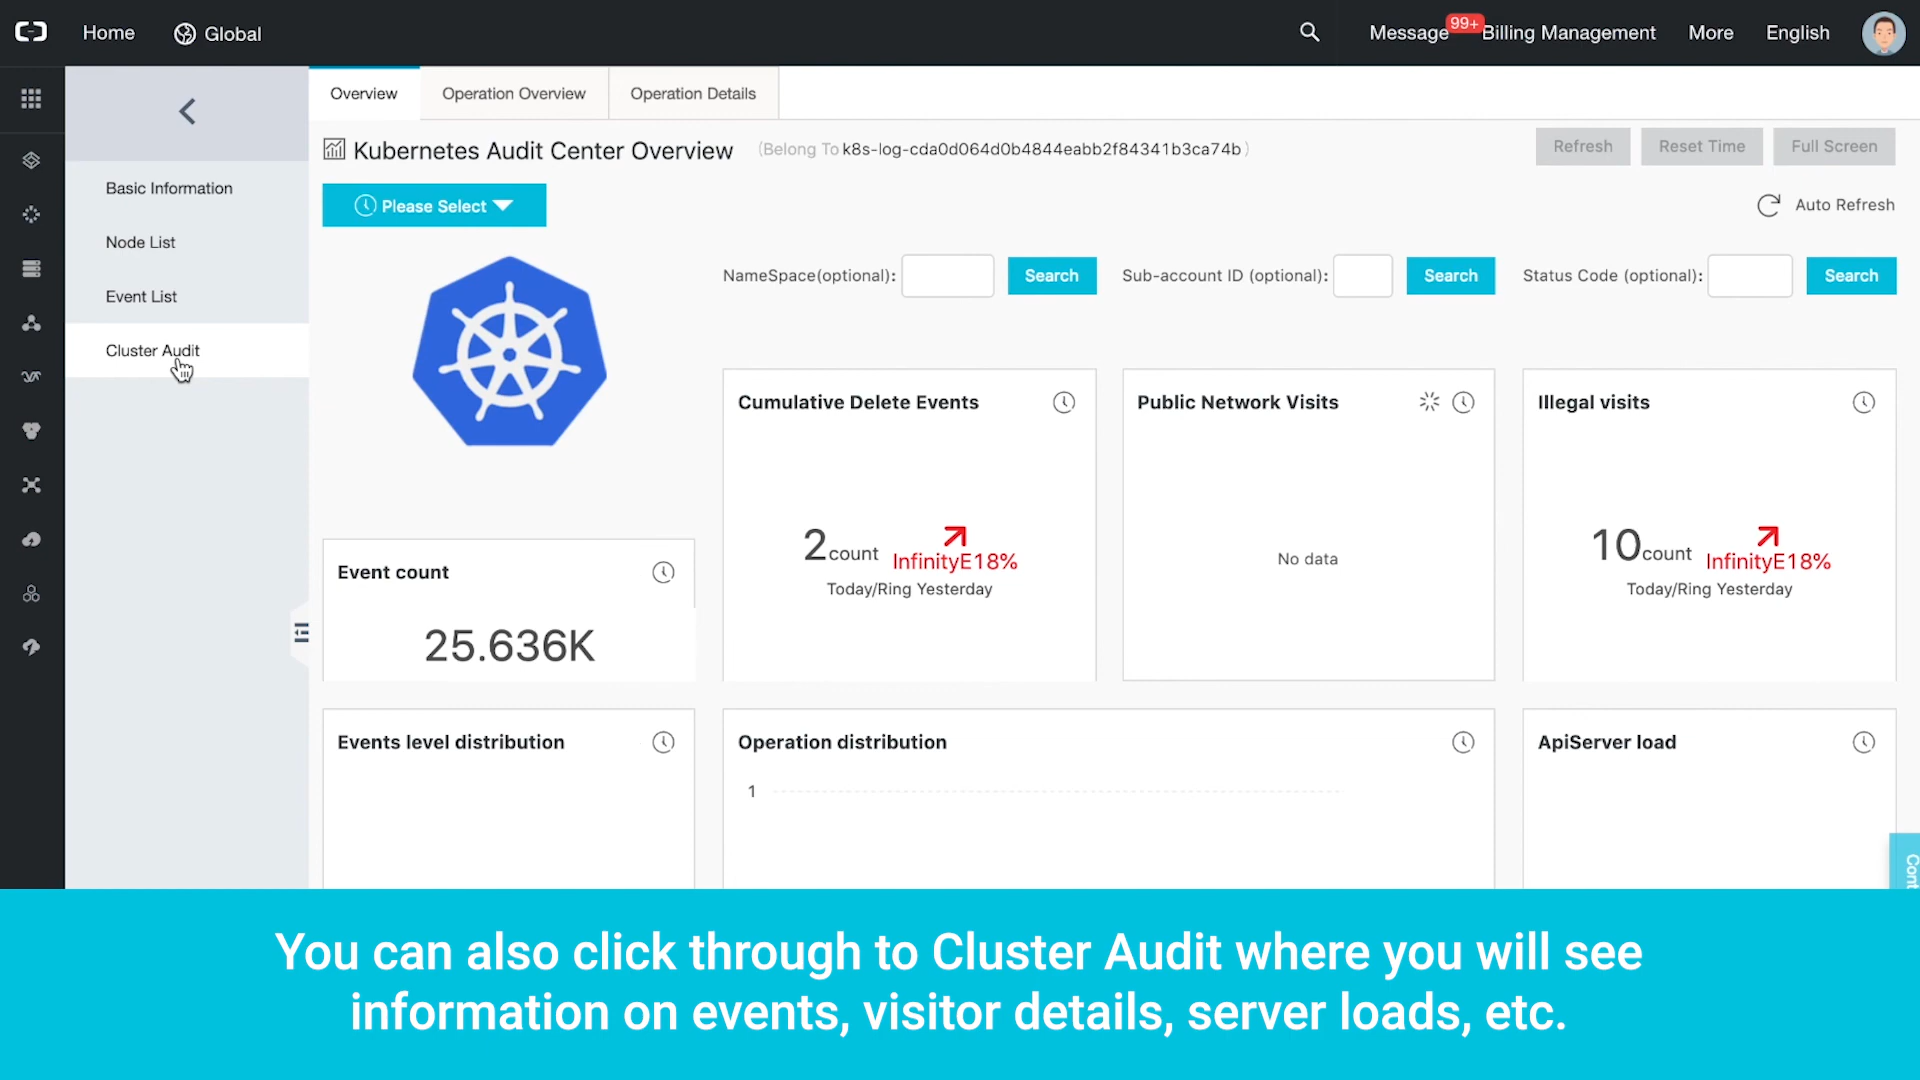 Home
Global
Message
99+
Billing Management
More
English
Overview
Operation Overview
Operation Details
Kubernetes Audit Center Overview
(Belong To k8s-log-cda0d064d0b4844eabb2f84341b3ca74b)
Refresh
Reset Time
Full Screen
Please Select
Auto Refresh
Basic Information
Node List
Event List
Cluster Audit
NameSpace(optional):
Search
Sub-account ID (optional):
Search
Status Code (optional):
Search
Cumulative Delete Events
2count
InfinityE18%
Today/Ring Yesterday
Public Network Visits
No data
Illegal visits
10count
InfinityE18%
Today/Ring Yesterday
Event count
25.636K
Events level distribution
Operation distribution
1
ApiServer load
Cont
You can also click through to Cluster Audit where you will see
information on events, visitor details, server loads, etc.